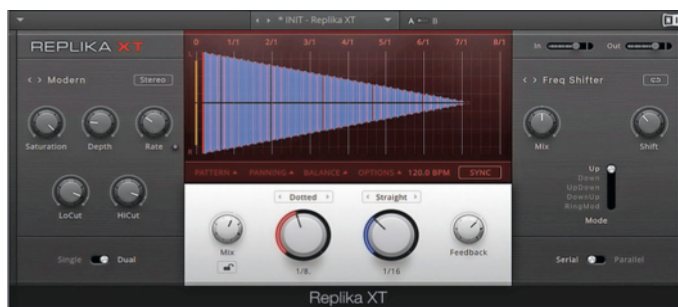 * INIT - Replika XT
A B
REPLIKA XT
0 1/1 2/1 3/1 4/1 5/1 6/1 7/1 8/1
In Out
L
R
Modern Stereo
Freq Shifter
Saturation Depth Rate
Mix Shift
LoCut HiCut
PATTERN PANNING BALANCE OPTIONS 120.0 BPM SYNC
Up
Down
UpDown
DownUp
RingMod
Mode
Dotted Straight
Mix 1/8. 1/16 Feedback
Single Dual
Serial Parallel
Replika XT